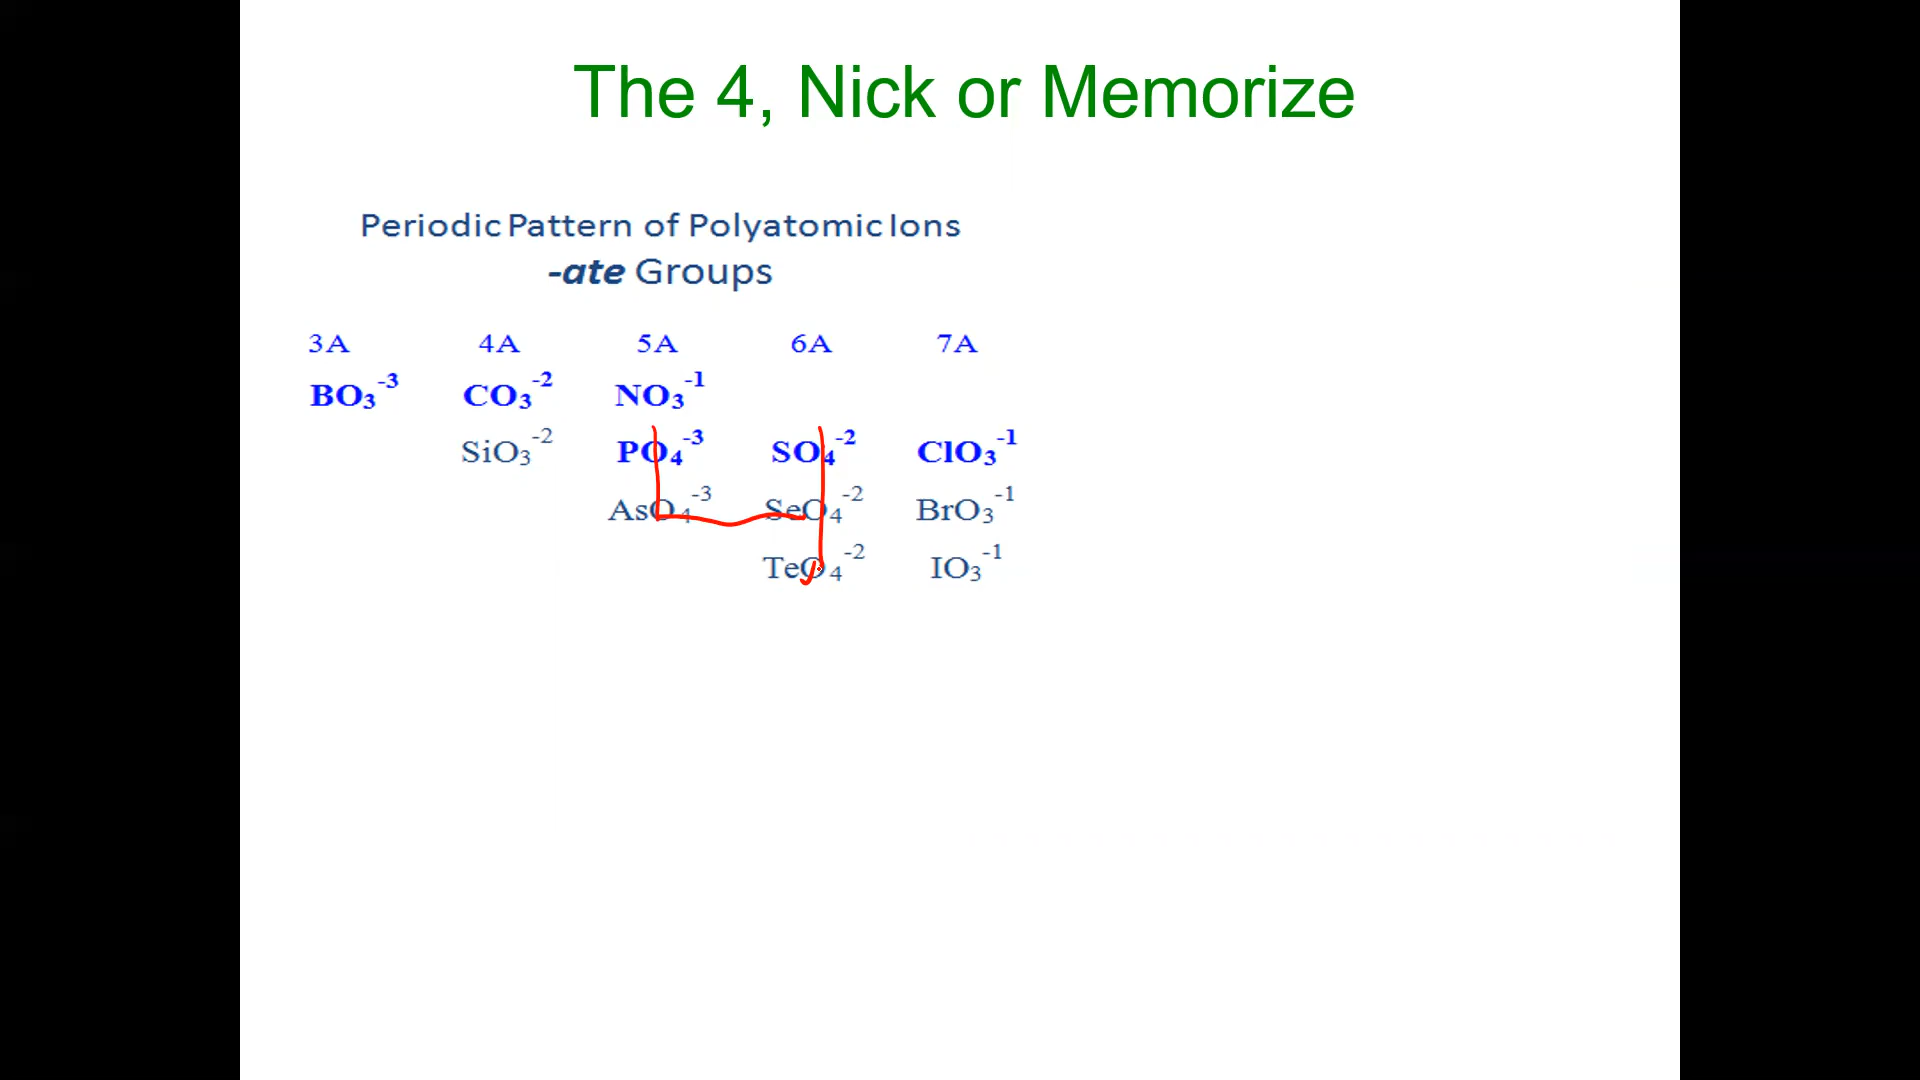 The 4, Nick or Memorize
Periodic Pattern of Polyatomic Ions
-ate Groups
3A 4A 5A 6A 7A
BO₃⁻³ CO₃⁻² NO₃⁻¹
SiO₃⁻² PO₄⁻³ SO₄⁻² ClO₃⁻¹
AsO₄⁻³ SeO₄⁻² BrO₃⁻¹
TeO₄⁻² IO₃⁻¹